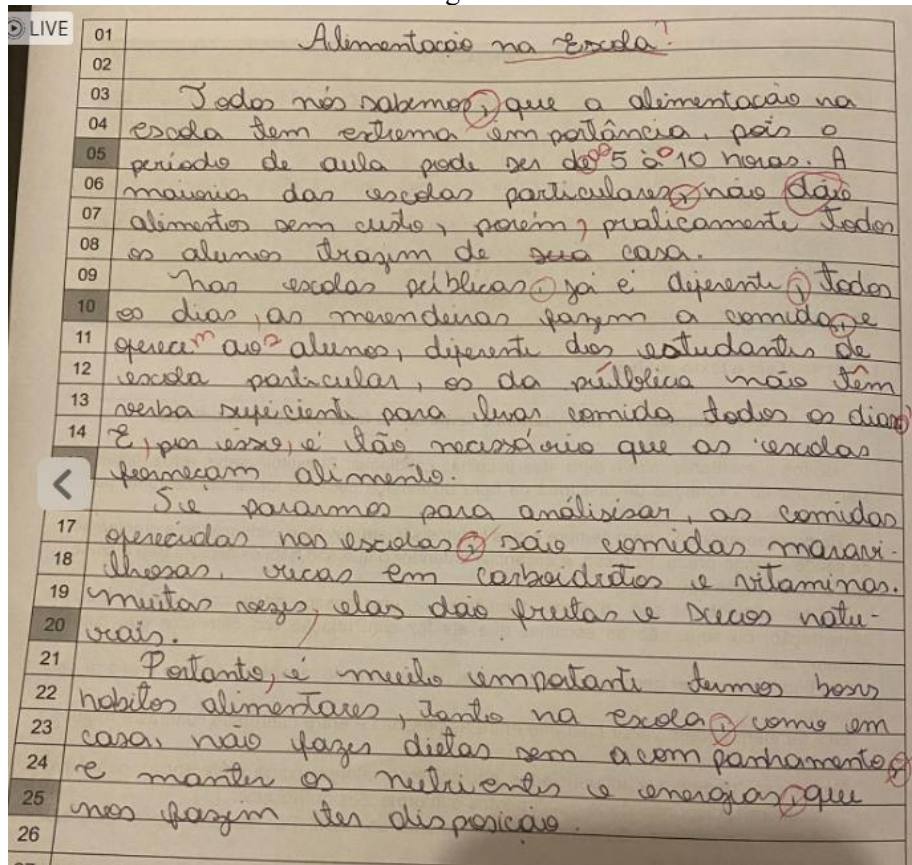 LIVE
01 Alimentacão na Escola!
02
03 Todos nós sabemos, que a alimentacão na
04 escola tem extrema importância, pois o
05 período de aula pode ser de 5 à 10 horas. A
06 maioria das escolas particulares, não dão
07 alimentos sem custo, porém, praticamente todos
08 os alunos trazem de sua casa.
09 Nas escolas públicas, já é diferente, todos
10 os dias, as merendeiras fazem a comida, e
11 oferecem aos alunos, diferente dos estudantes de
12 escola particular, os da pública não têm
13 verba suficiente para levar comida todos os dias,
14 E, por isso, é tão necessário que as escolas
forneçam alimento.
Se pararmos para análisisar, as comidas
17 oferecidas nas escolas, são comidas maravi-
18 lhosas, ricas em carboidratos e vitaminas.
19 muitas vezes, elas dão frutas e sucos natu-
20 rais.
21 Portanto, é muito importante termos bons
22 habitos alimentares, tanto na escola, como em
23 casa, não fazer dietas sem acompanhamento,
24 e manter os nutrientes e energias, que
25 nos fazem ter disposicão.
26